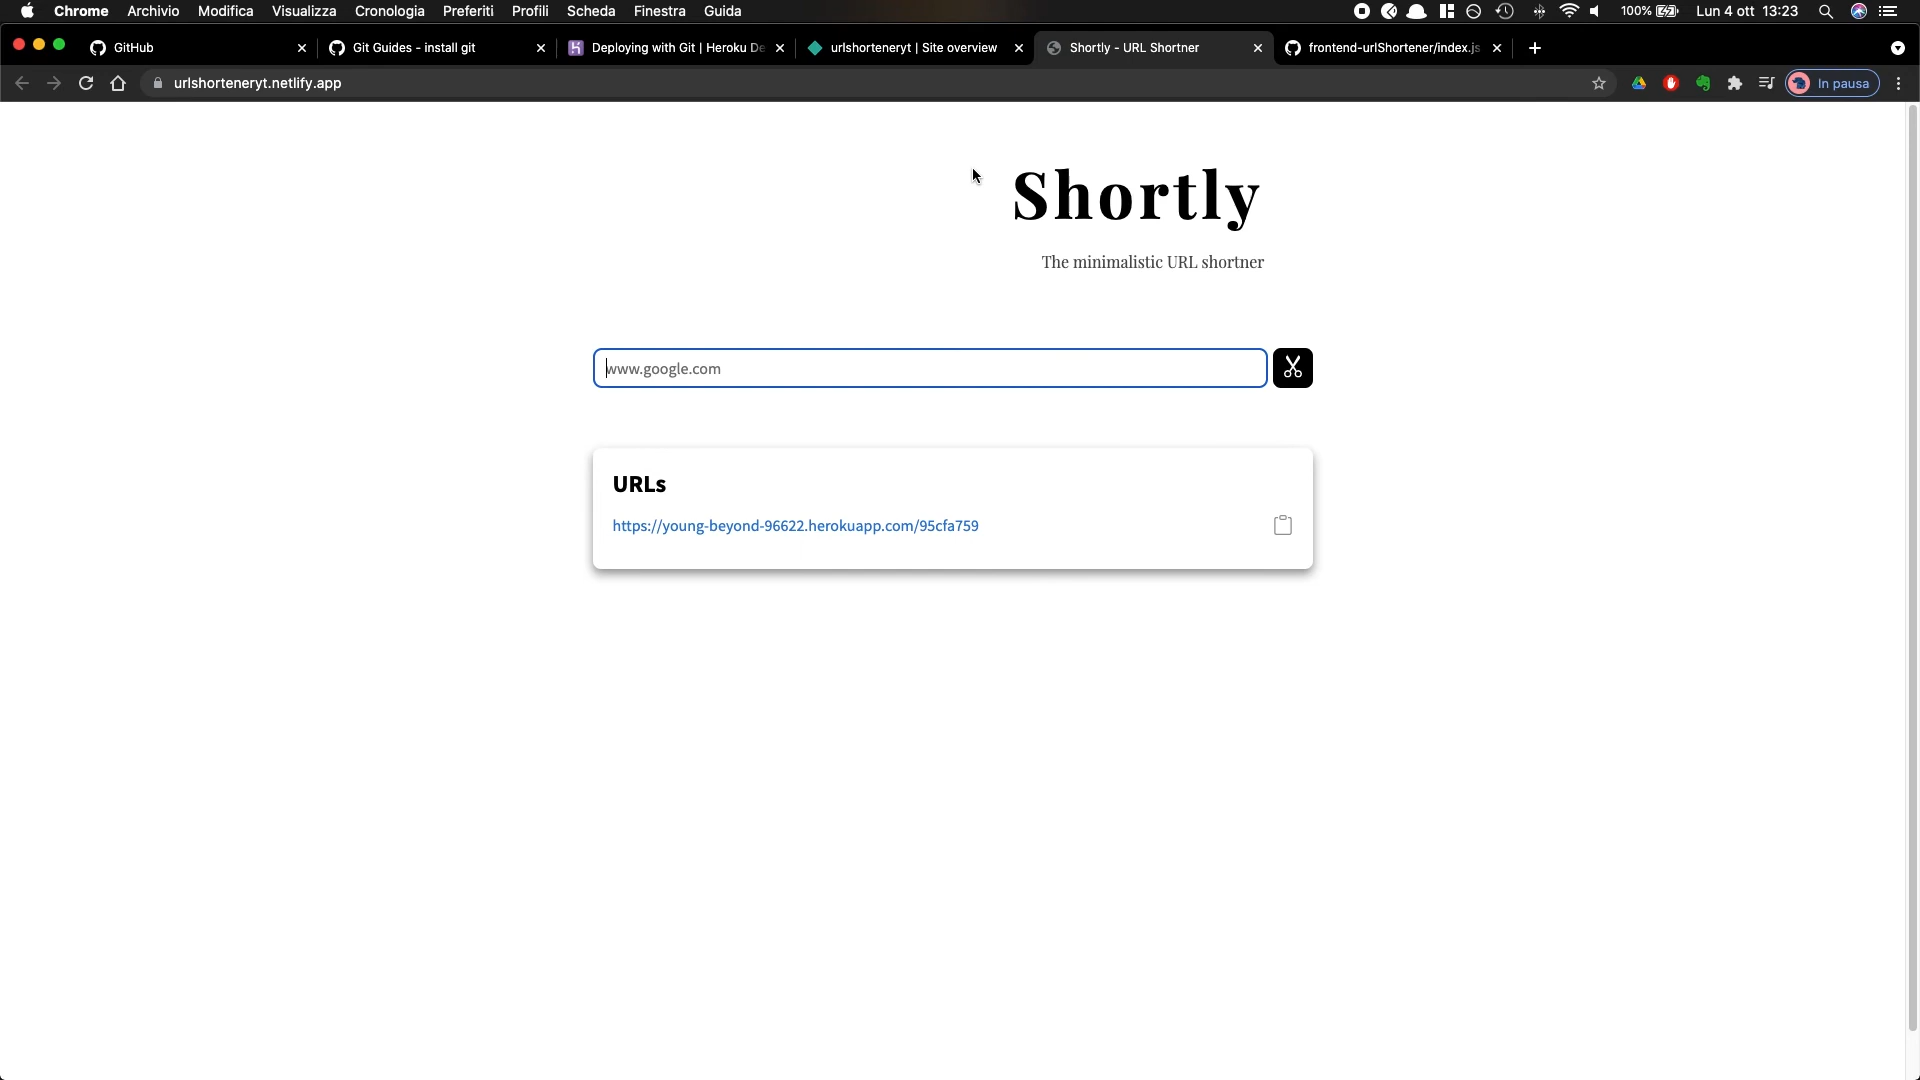 Chrome Archivio Modifica Visualizza Cronologia Preferiti Profili Scheda Finestra Guida 100% Lun 4 ott 13:23
GitHub Git Guides - install git Deploying with Git | Heroku De urlshorteneryt | Site overview Shortly - URL Shortner frontend-urlShortener/index.js
urlshorteneryt.netlify.app In pausa
Shortly
The minimalistic URL shortner
www.google.com
URLs
https://young-beyond-96622.herokuapp.com/95cfa759